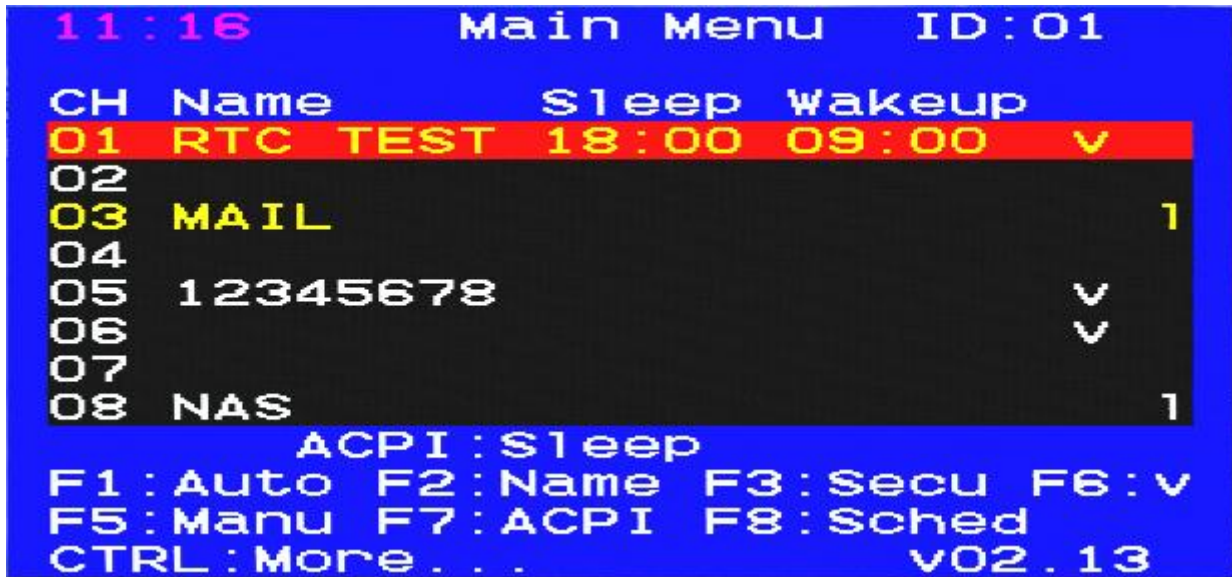 11:16 Main Menu ID:01
CH Name Sleep Wakeup
01 RTC TEST 18:00 09:00 v
02
03 MAIL 1
04
05 12345678 v
06 v
07
08 NAS 1
ACPI:Sleep
F1:Auto F2:Name F3:Secu F6:v
F5:Manu F7:ACPI F8:Sched
CTRL:More... v02.13